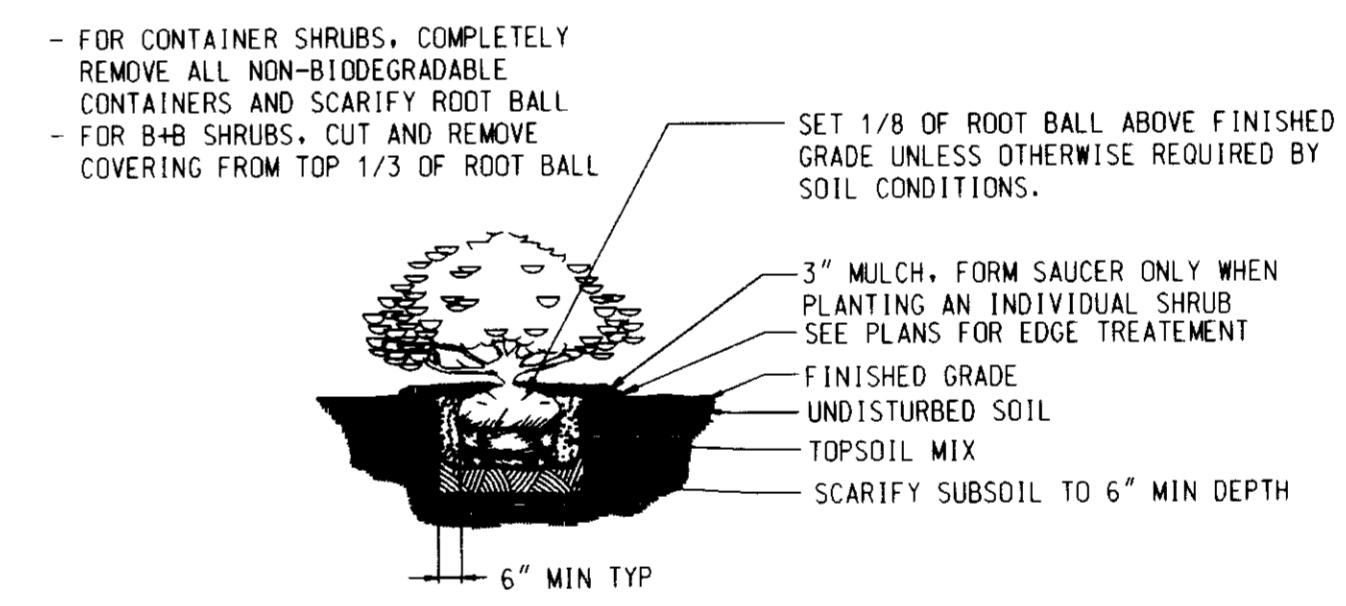 - FOR CONTAINER SHRUBS, COMPLETELY
REMOVE ALL NON-BIODEGRADABLE
CONTAINERS AND SCARIFY ROOT BALL
- FOR B+B SHRUBS, CUT AND REMOVE
COVERING FROM TOP 1/3 OF ROOT BALL
SET 1/8 OF ROOT BALL ABOVE FINISHED
GRADE UNLESS OTHERWISE REQUIRED BY
SOIL CONDITIONS.
3" MULCH, FORM SAUCER ONLY WHEN
PLANTING AN INDIVIDUAL SHRUB
SEE PLANS FOR EDGE TREATEMENT
FINISHED GRADE
UNDISTURBED SOIL
TOPSOIL MIX
SCARIFY SUBSOIL TO 6" MIN DEPTH
6" MIN TYP